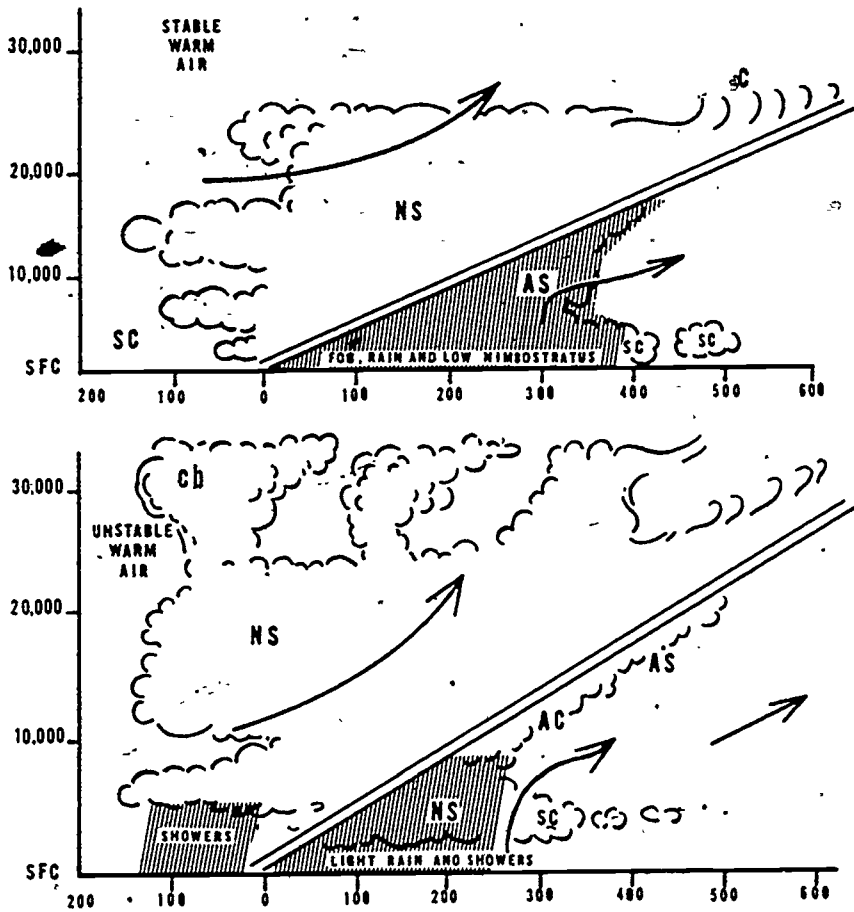 STABLE
WARM
AIR
30,000
20,000
10,000
SFC
SC
NS
AS
SC
SC
FOG, RAIN AND LOW NIMBOSTRATUS
200 100 0 100 200 300 400 500 600
cb
30,000
UNSTABLE
WARM
AIR
20,000
NS
AS
AC
10,000
NS
SC
SHOWERS
LIGHT RAIN AND SHOWERS
SFC
200 100 0 100 200 300 400 500 600